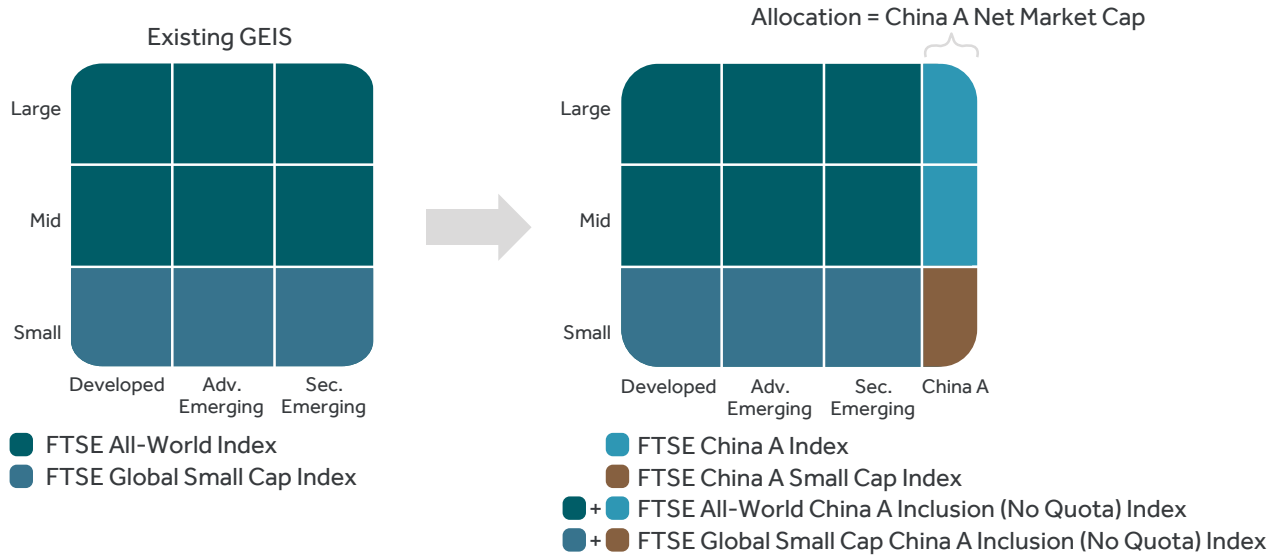 Existing GEIS
Large
Mid
Small
Developed
Adv.
Emerging
Sec.
Emerging
FTSE All-World Index
FTSE Global Small Cap Index
Allocation = China A Net Market Cap
Large
Mid
Small
Developed
Adv.
Emerging
Sec.
Emerging
China A
FTSE China A Index
FTSE China A Small Cap Index
+ FTSE All-World China A Inclusion (No Quota) Index
+ FTSE Global Small Cap China A Inclusion (No Quota) Index